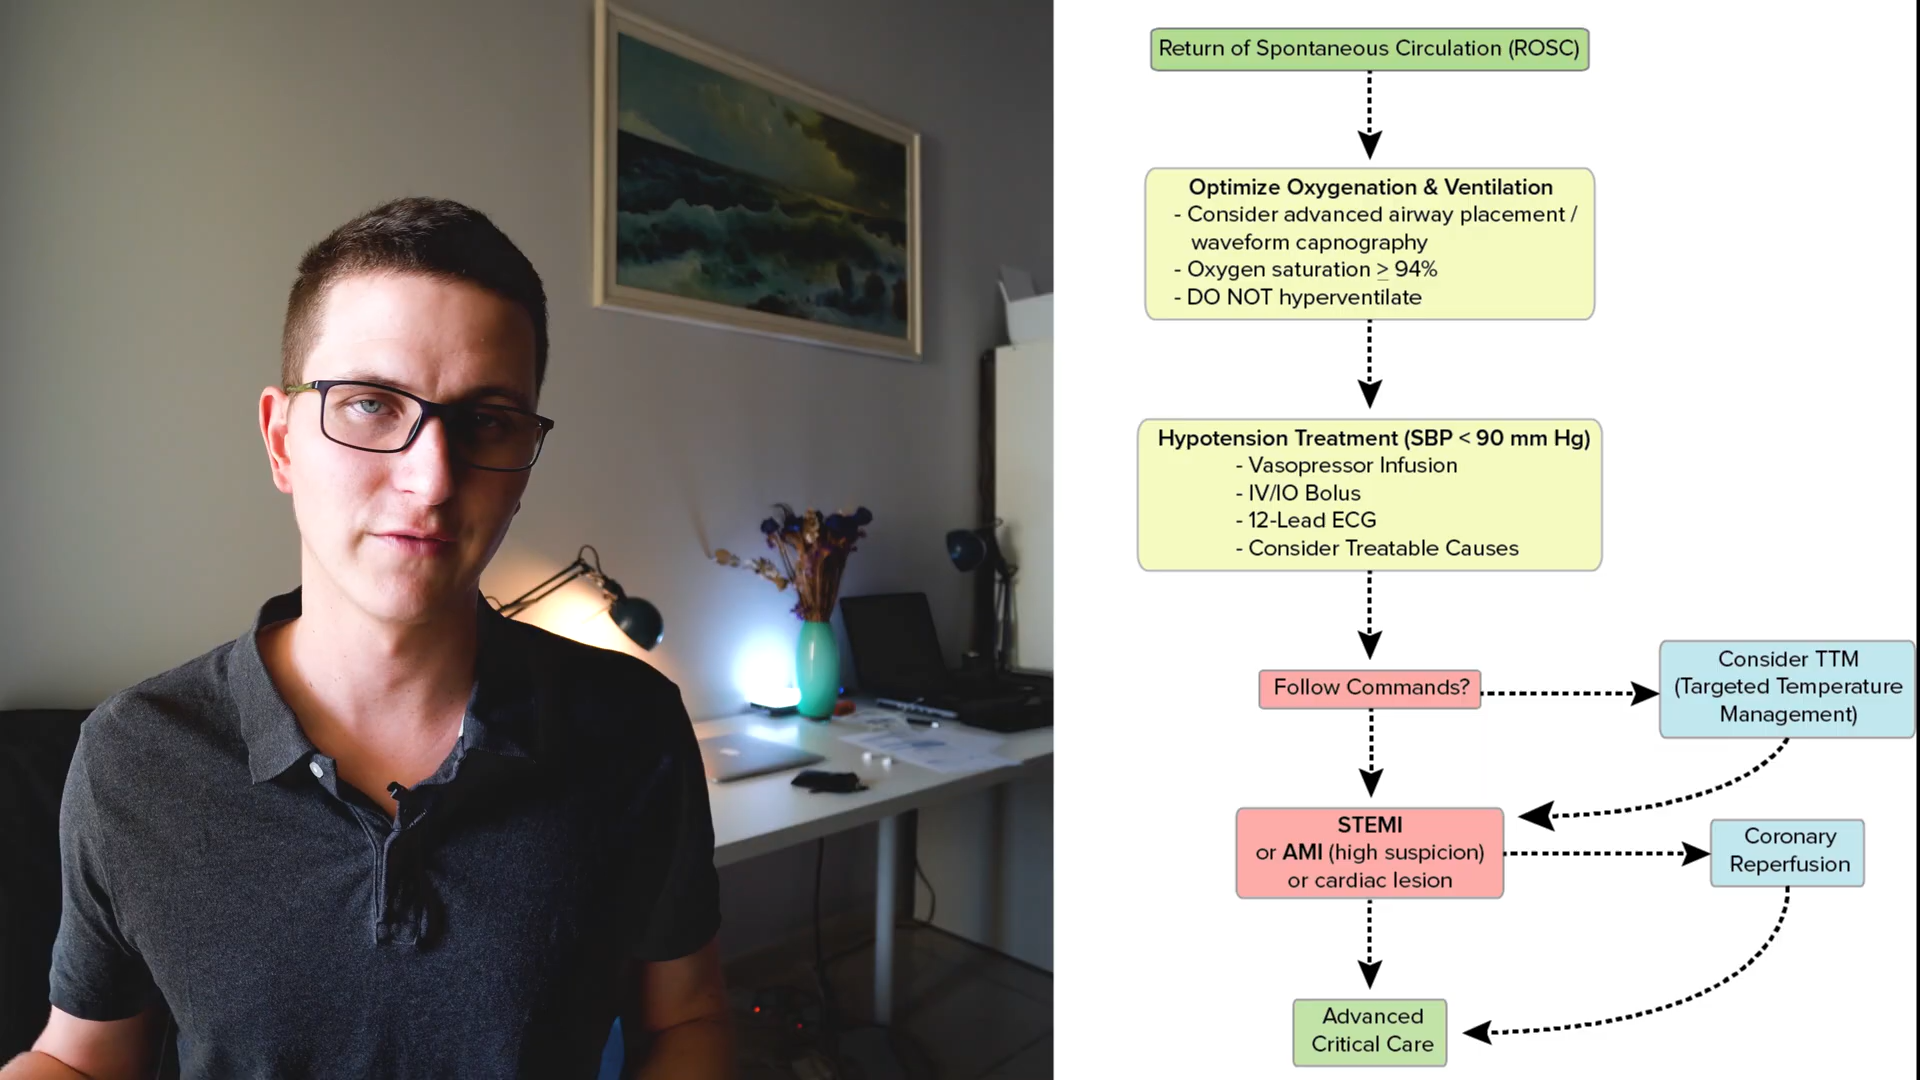 Return of Spontaneous Circulation (ROSC)
Optimize Oxygenation & Ventilation
- Consider advanced airway placement /
waveform capnography
- Oxygen saturation ≥ 94%
- DO NOT hyperventilate
Hypotension Treatment (SBP < 90 mm Hg)
- Vasopressor Infusion
- IV/IO Bolus
- 12-Lead ECG
- Consider Treatable Causes
Follow Commands?
Consider TTM
(Targeted Temperature
Management)
STEMI
or AMI (high suspicion)
or cardiac lesion
Coronary
Reperfusion
Advanced
Critical Care